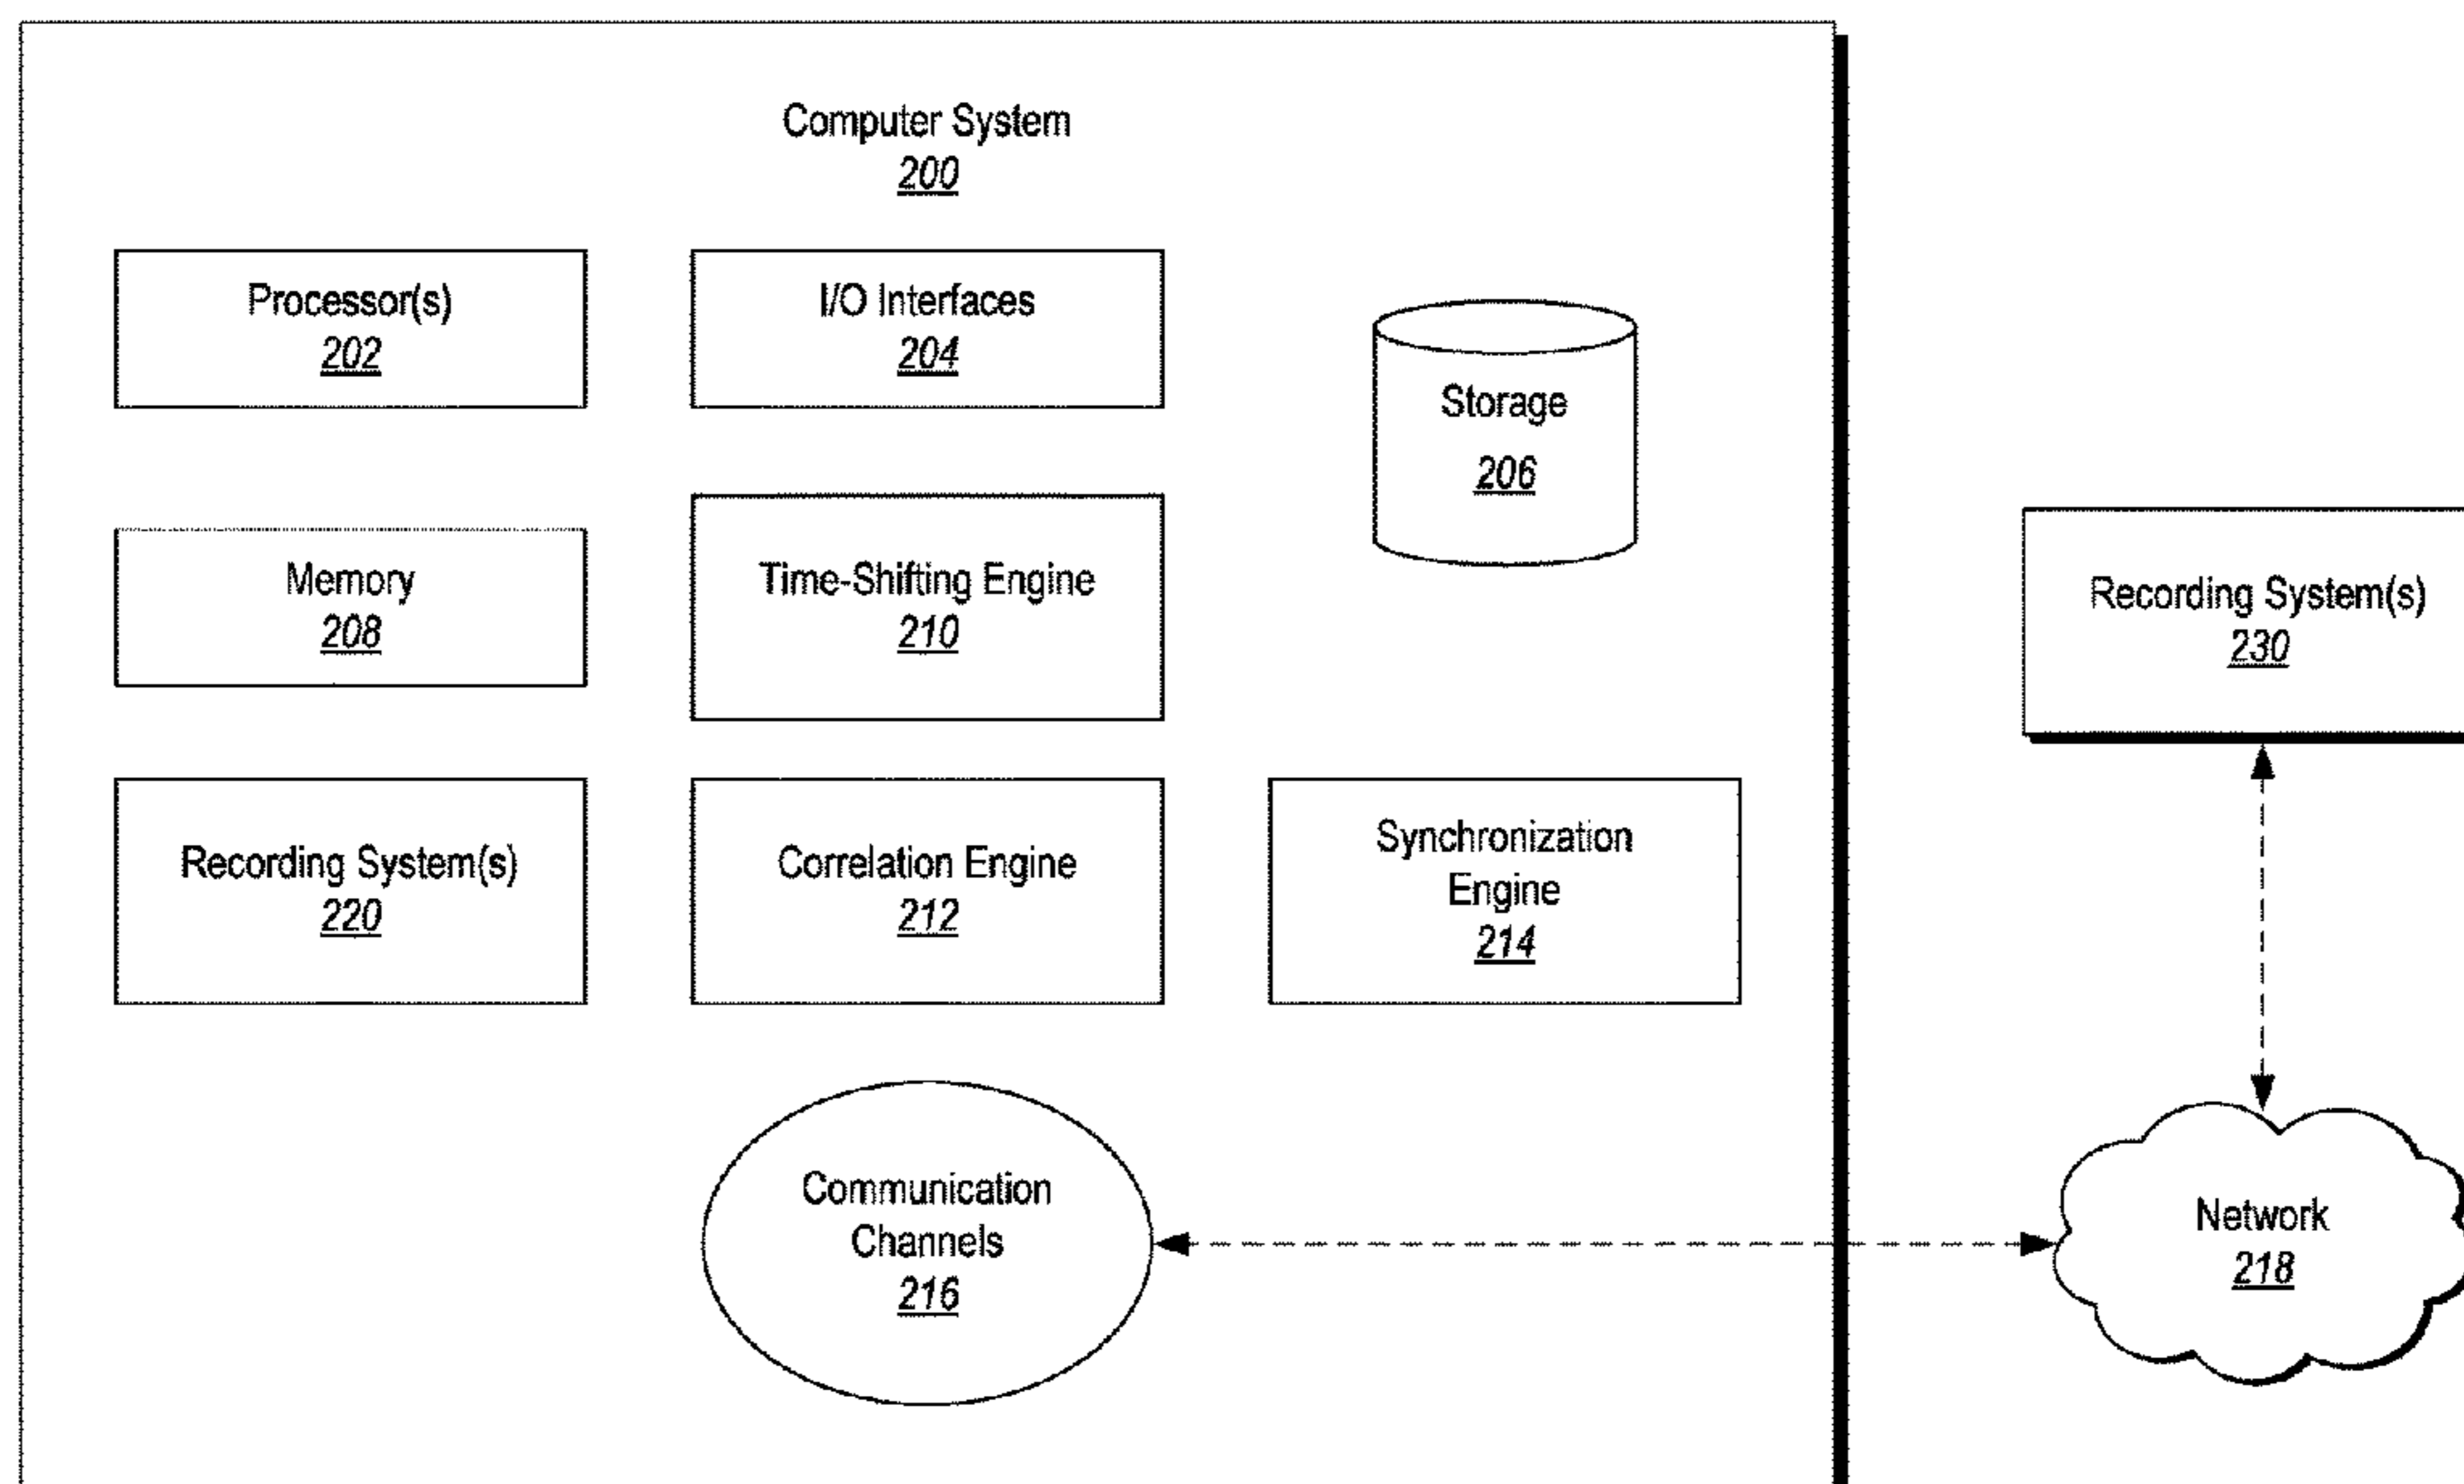 Computer System
200
Processor(s)
202
I/O Interfaces
204
Storage
206
Memory
208
Time-Shifting Engine
210
Recording System(s)
230
Recording System(s)
220
Correlation Engine
212
Synchronization
Engine
214
Communication
Channels
216
Network
218